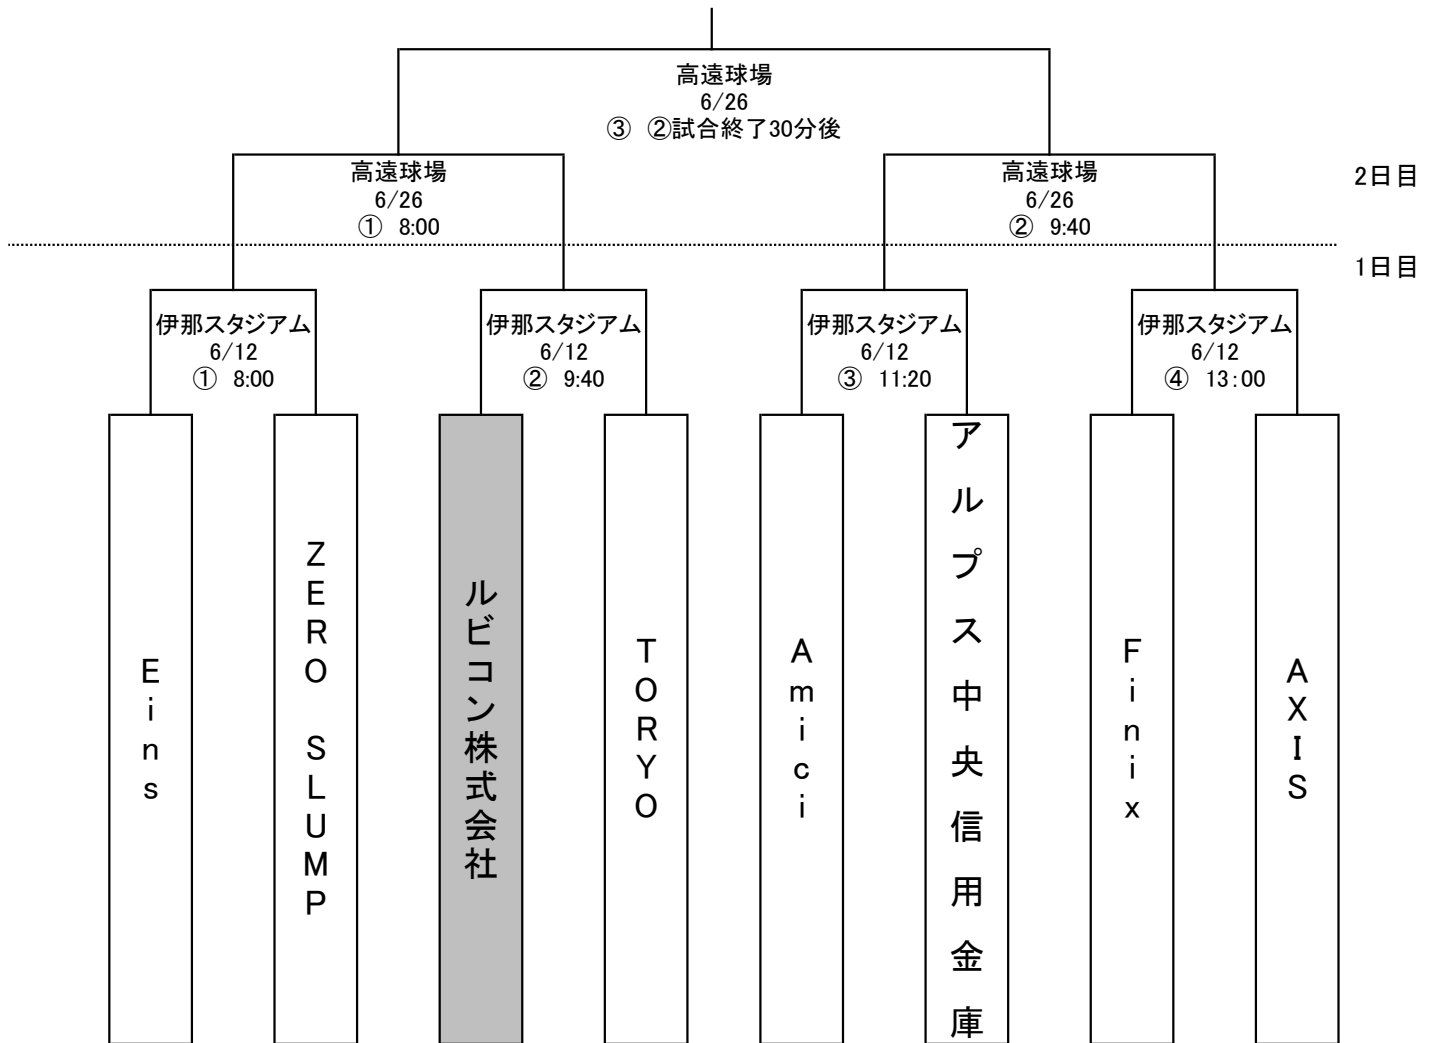 高遠球場
6/26
③ ②試合終了30分後
高遠球場
6/26
① 8:00
高遠球場
6/26
② 9:40
2日目
1日目
伊那スタジアム
6/12
① 8:00
伊那スタジアム
6/12
② 9:40
伊那スタジアム
6/12
③ 11:20
伊那スタジアム
6/12
④ 13:00
Eins
ZERO SLUMP
ルビコン株式会社
TORYO
Amici
アルプス中央信用金庫
Finix
AXIS